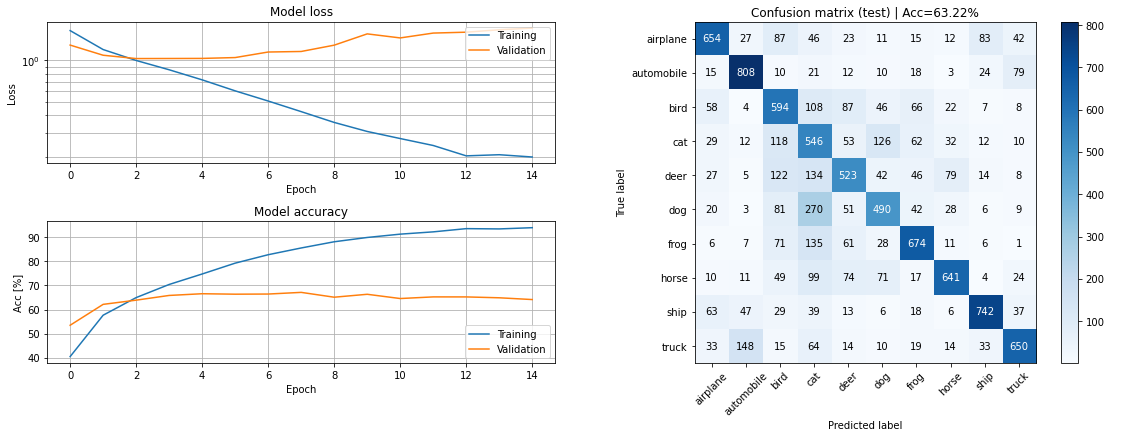 Model loss
Loss
10⁰
Training
Validation
0 2 4 6 8 10 12 14
Epoch
Model accuracy
Acc [%]
90
80
70
60
50
40
Training
Validation
0 2 4 6 8 10 12 14
Epoch
Confusion matrix (test) | Acc=63.22%
True label
airplane 654 27 87 46 23 11 15 12 83 42
automobile 15 808 10 21 12 10 18 3 24 79
bird 58 4 594 108 87 46 66 22 7 8
cat 29 12 118 546 53 126 62 32 12 10
deer 27 5 122 134 523 42 46 79 14 8
dog 20 3 81 270 51 490 42 28 6 9
frog 6 7 71 135 61 28 674 11 6 1
horse 10 11 49 99 74 71 17 641 4 24
ship 63 47 29 39 13 6 18 6 742 37
truck 33 148 15 64 14 10 19 14 33 650
airplane automobile bird cat deer dog frog horse ship truck
Predicted label
800
700
600
500
400
300
200
100